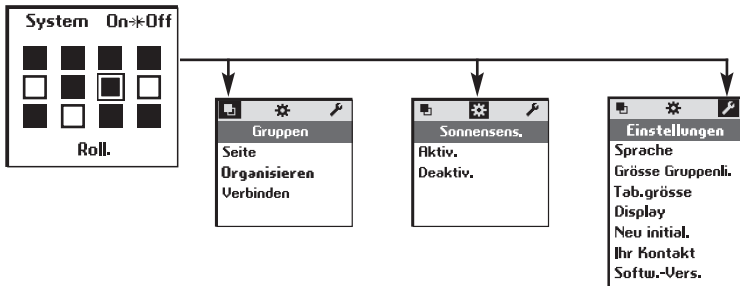 System On☀Off
Roll.
Gruppen
Seite
Organisieren
Verbinden
Sonnensens.
Aktiv.
Deaktiv.
Einstellungen
Sprache
Grösse Gruppenli.
Tab.grösse
Display
Neu initial.
Ihr Kontakt
Softw.-Vers.